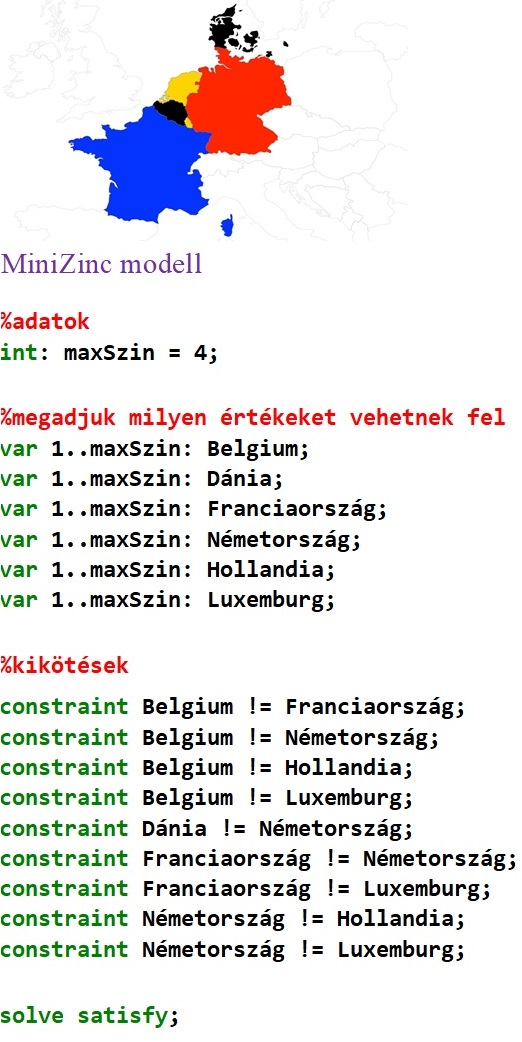 MiniZinc modell
%adatok
int: maxSzin = 4;
%megadjuk milyen értékeket vehetnek fel
var 1..maxSzin: Belgium;
var 1..maxSzin: Dánia;
var 1..maxSzin: Franciaország;
var 1..maxSzin: Németország;
var 1..maxSzin: Hollandia;
var 1..maxSzin: Luxemburg;
%kikötések
constraint Belgium != Franciaország;
constraint Belgium != Németország;
constraint Belgium != Hollandia;
constraint Belgium != Luxemburg;
constraint Dánia != Németország;
constraint Franciaország != Németország;
constraint Franciaország != Luxemburg;
constraint Németország != Hollandia;
constraint Németország != Luxemburg;
solve satisfy;